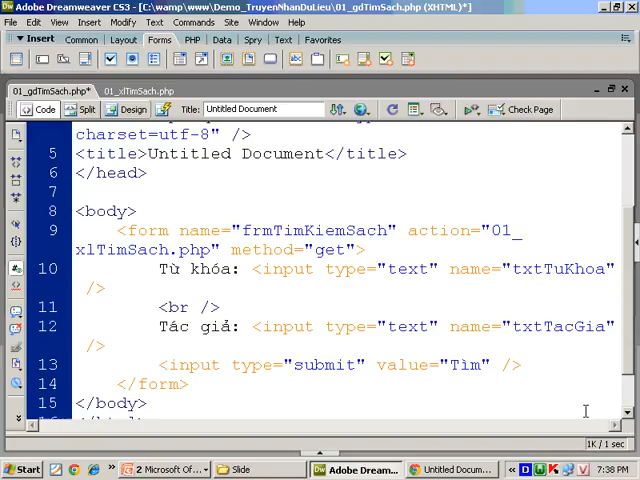 Adobe Dreamweaver CS3 - [C:\wamp\www\Demo_TruyenNhanDuLieu\01_gdTimSach.php (XHTML)*]
File Edit View Insert Modify Text Commands Site Window Help
Insert Common Layout Forms PHP Data Spry Text Favorites
01_gdTimSach.php* 01_xlTimSach.php
Code Split Design Title: Untitled Document Check Page
charset=utf-8" />
5 <title>Untitled Document</title>
6 </head>
7
8 <body>
9 <form name="frmTimKiemSach" action="01_
xlTimSach.php" method="get">
10 Từ khóa: <input type="text" name="txtTuKhoa"
/>
11 <br />
12 Tác giả: <input type="text" name="txtTacGia"
/>
13 <input type="submit" value="Tìm" />
14 </form>
15 </body>
1K / 1 sec
Start 2 Microsoft Of... Slide Adobe Drea... Untitled Docum... 7:38 PM